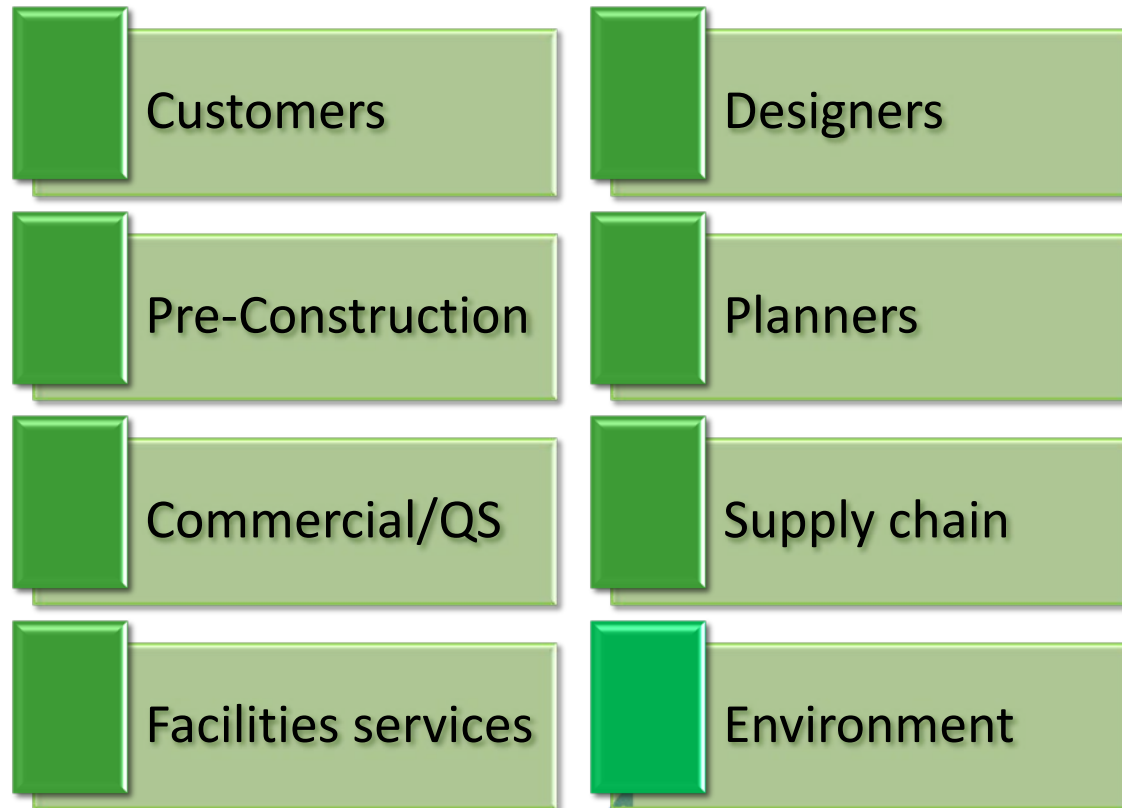 Customers
Designers
Pre-Construction
Planners
Commercial/QS
Supply chain
Facilities services
Environment